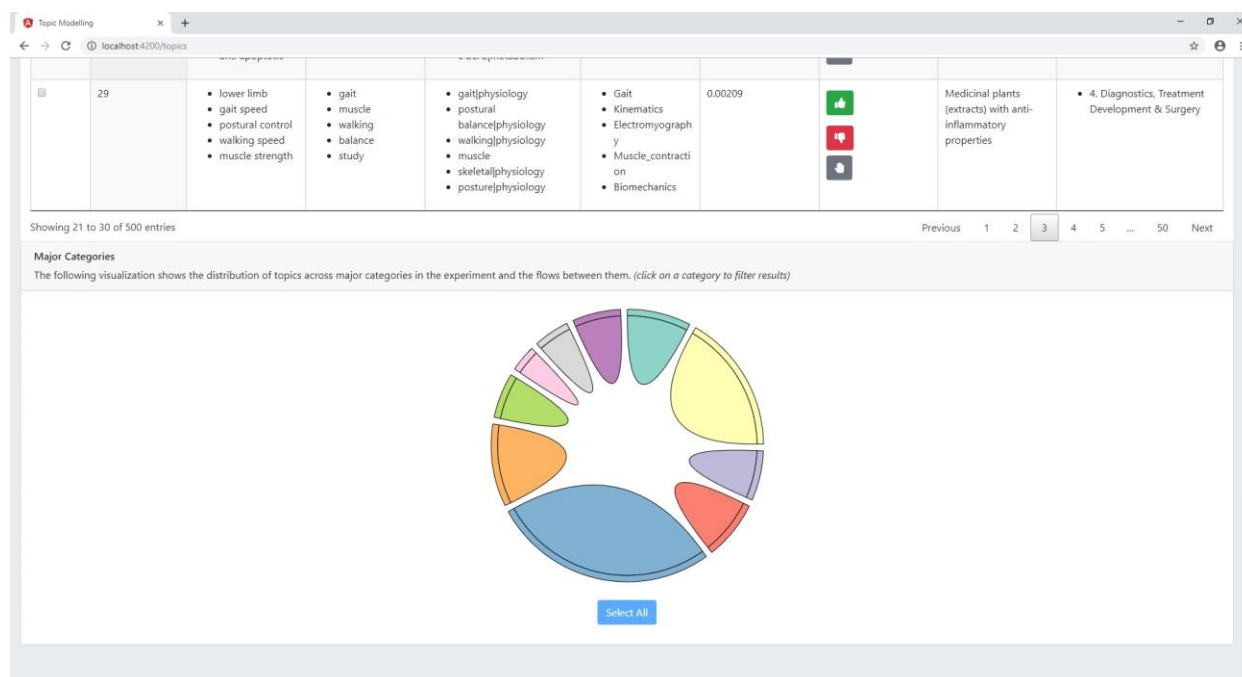 Topic Modelling
localhost:4200/topics
29
• lower limb
• gait speed
• postural control
• walking speed
• muscle strength
• gait
• muscle
• walking
• balance
• study
• gait|physiology
• postural
balance|physiology
• walking|physiology
• muscle
• skeletal|physiology
• posture|physiology
• Gait
• Kinematics
• Electromyograph
y
• Muscle_contracti
on
• Biomechanics
0.00209
Medicinal plants
(extracts) with anti-
inflammatory
properties
• 4. Diagnostics, Treatment
Development & Surgery
Showing 21 to 30 of 500 entries
Previous 1 2 3 4 5 ... 50 Next
Major Categories
The following visualization shows the distribution of topics across major categories in the experiment and the flows between them. (click on a category to filter results)
Select All